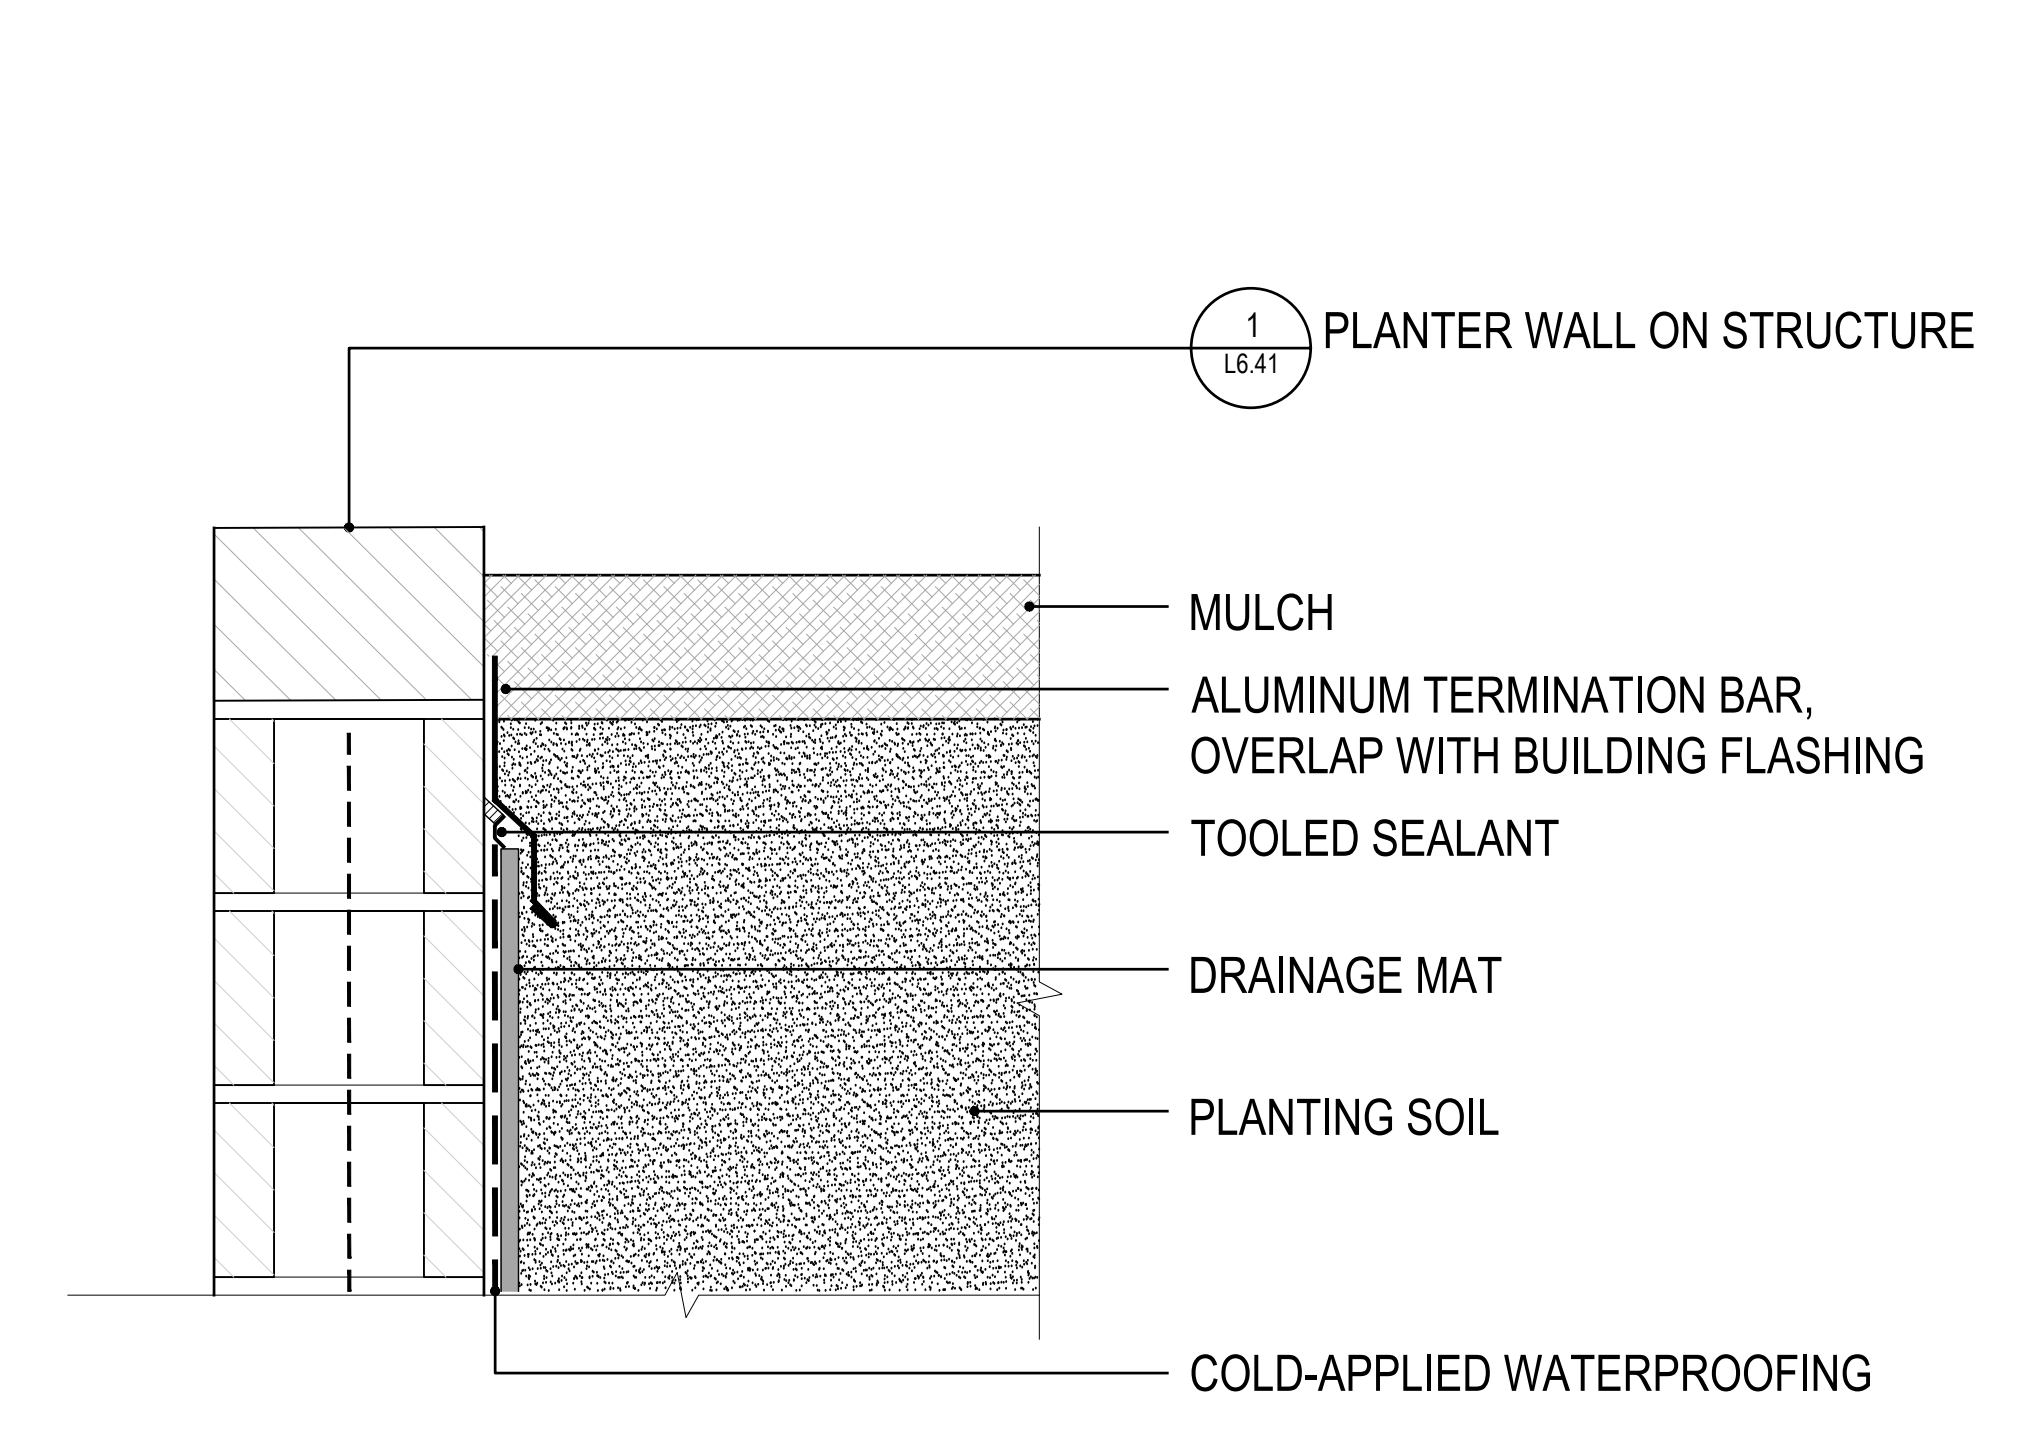 1
L6.41
PLANTER WALL ON STRUCTURE
MULCH
ALUMINUM TERMINATION BAR,
OVERLAP WITH BUILDING FLASHING
TOOLED SEALANT
DRAINAGE MAT
PLANTING SOIL
COLD-APPLIED WATERPROOFING